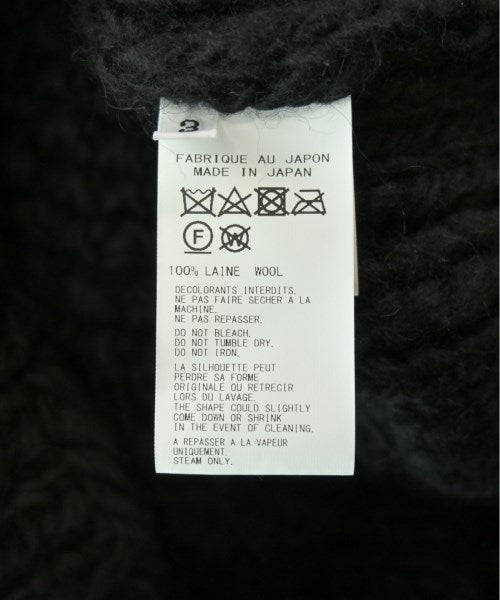 3
FABRIQUE AU JAPON
MADE IN JAPAN
F W
100% LAINE WOOL
DECOLORANTS INTERDITS.
NE PAS FAIRE SECHER A LA
MACHINE.
NE PAS REPASSER.
DO NOT BLEACH.
DO NOT TUMBLE DRY.
DO NOT IRON.
LA SILHOUETTE PEUT
PERDRE SA FORME
ORIGINALE OU RETRECIR
LORS DU LAVAGE.
THE SHAPE COULD SLIGHTLY
COME DOWN OR SHRINK
IN THE EVENT OF CLEANING.
A REPASSER A LA VAPEUR
UNIQUEMENT.
STEAM ONLY.